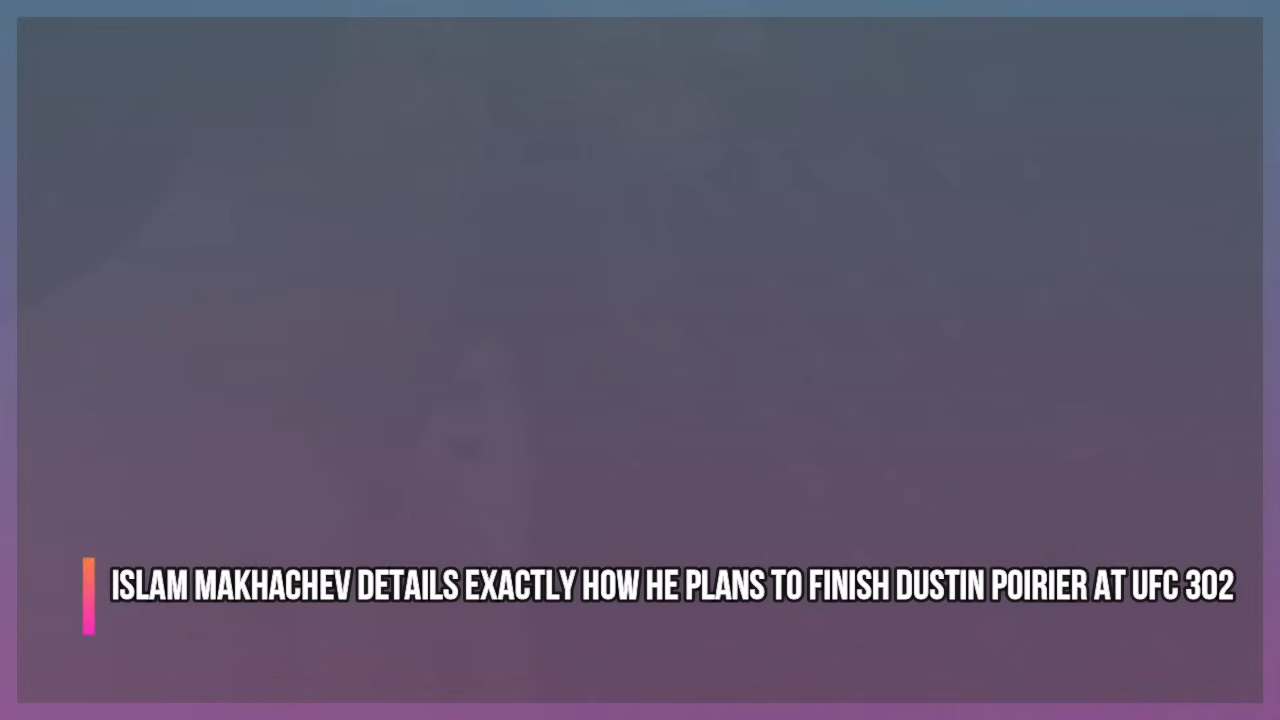 ISLAM MAKHACHEV DETAILS EXACTLY HOW HE PLANS TO FINISH DUSTIN POIRIER AT UFC 302